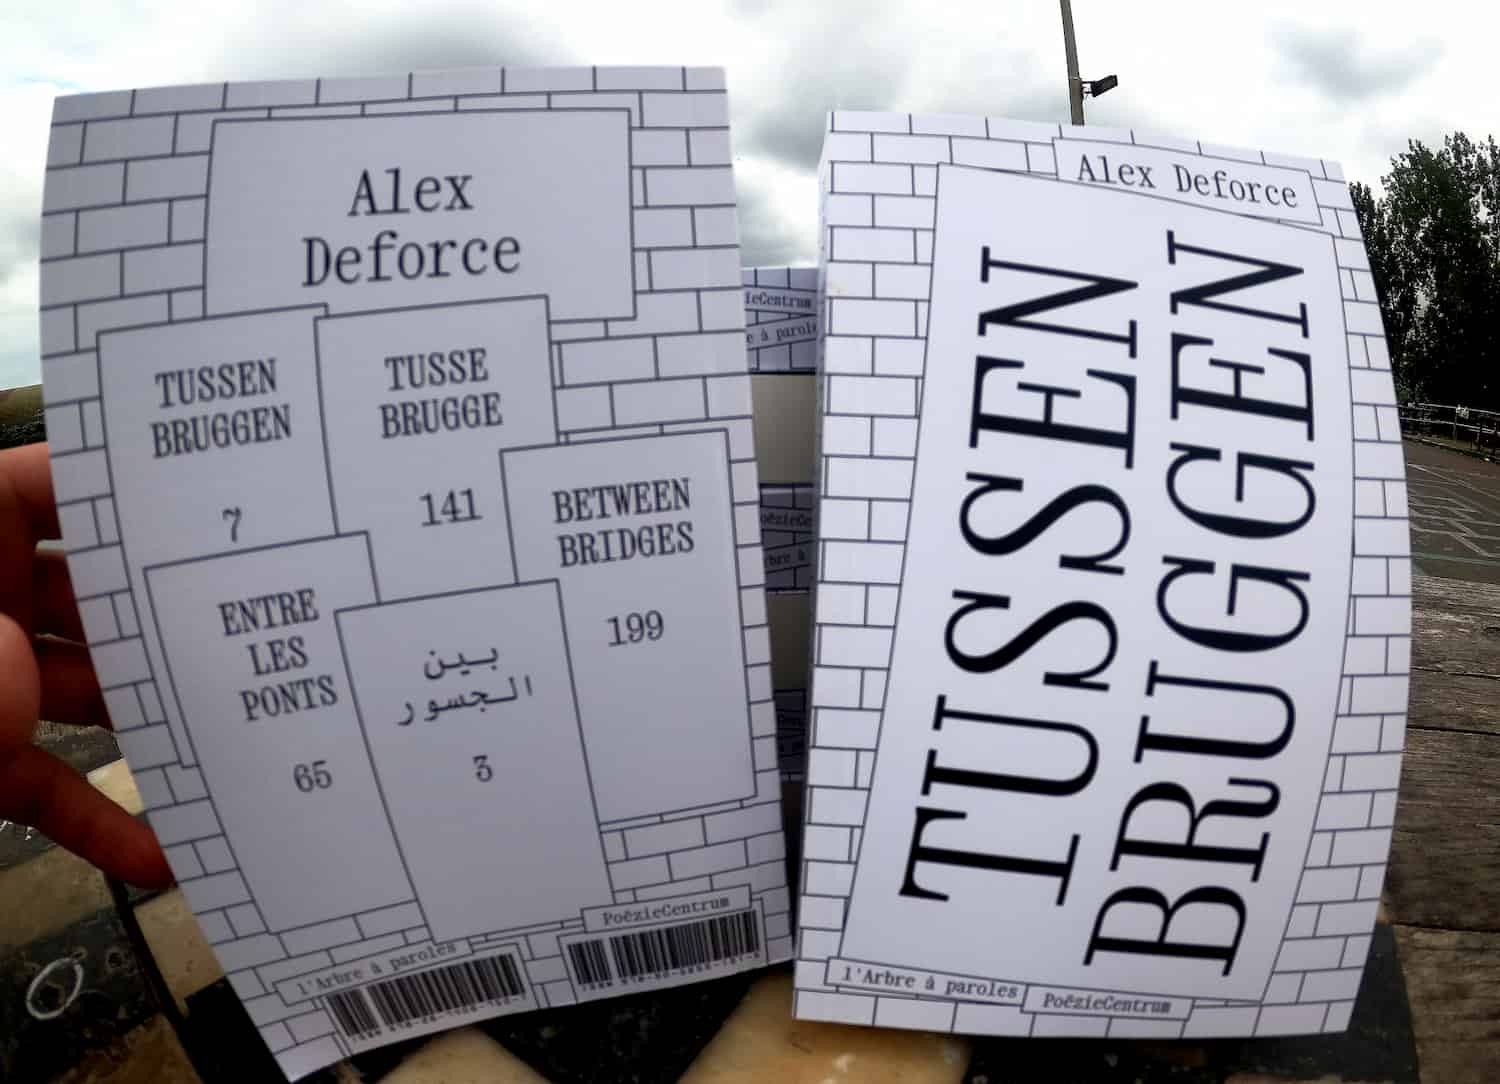 Alex
Deforce
TUSSEN
BRUGGEN
7
TUSSE
BRUGGE
141
BETWEEN
BRIDGES
199
ENTRE
LES
PONTS
65
بين
الجسور
3
l'Arbre à paroles
PoëzieCentrum
Alex Deforce
TUSSEN
BRUGGEN
l'Arbre à paroles
PoëzieCentrum